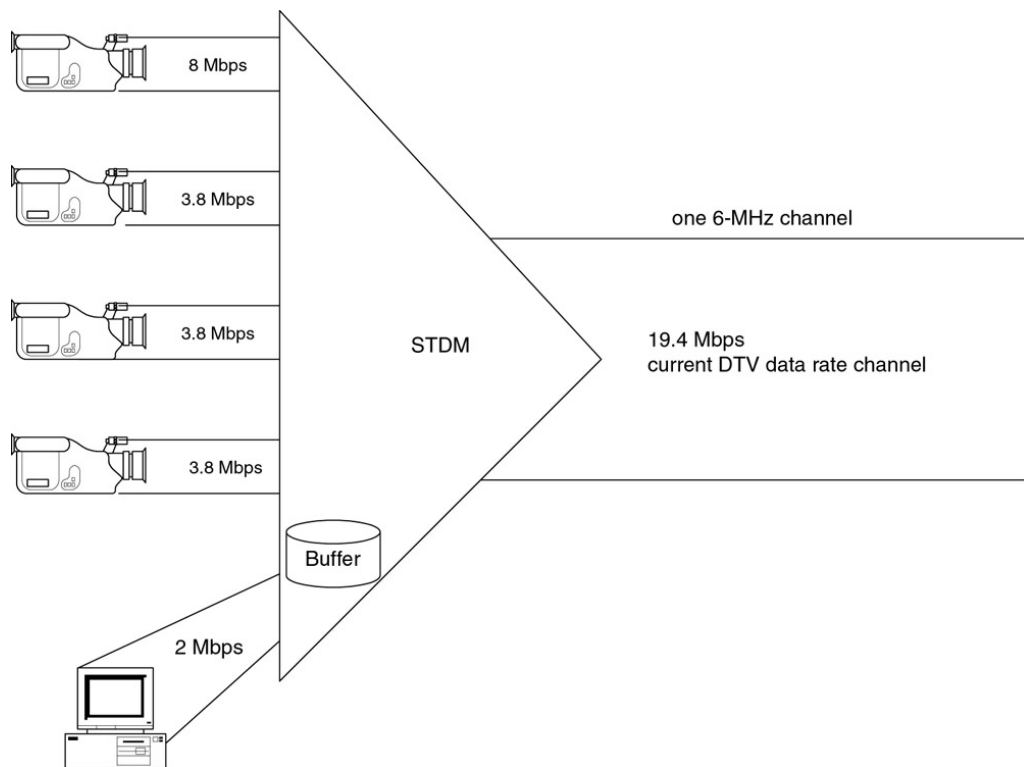 8 Mbps
3.8 Mbps
one 6-MHz channel
3.8 Mbps
STDM
19.4 Mbps
current DTV data rate channel
3.8 Mbps
Buffer
2 Mbps